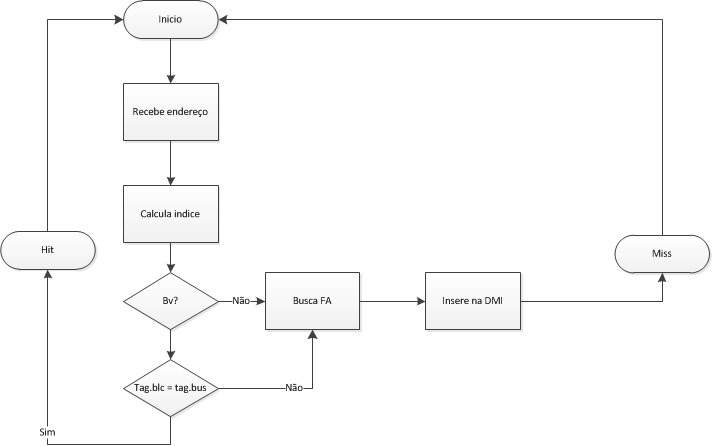 Inicio
Recebe endereço
Calcula indice
Hit
Miss
Bv?
Não
Busca FA
Insere na DMI
Tag.blc = tag.bus
Não
Sim